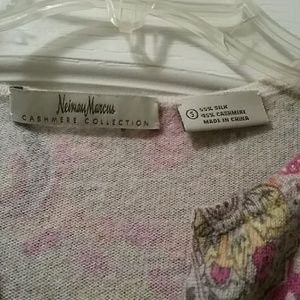 Neiman Marcus
CASHMERE COLLECTION
S
55% SILK
45% CASHMERE
MADE IN CHINA